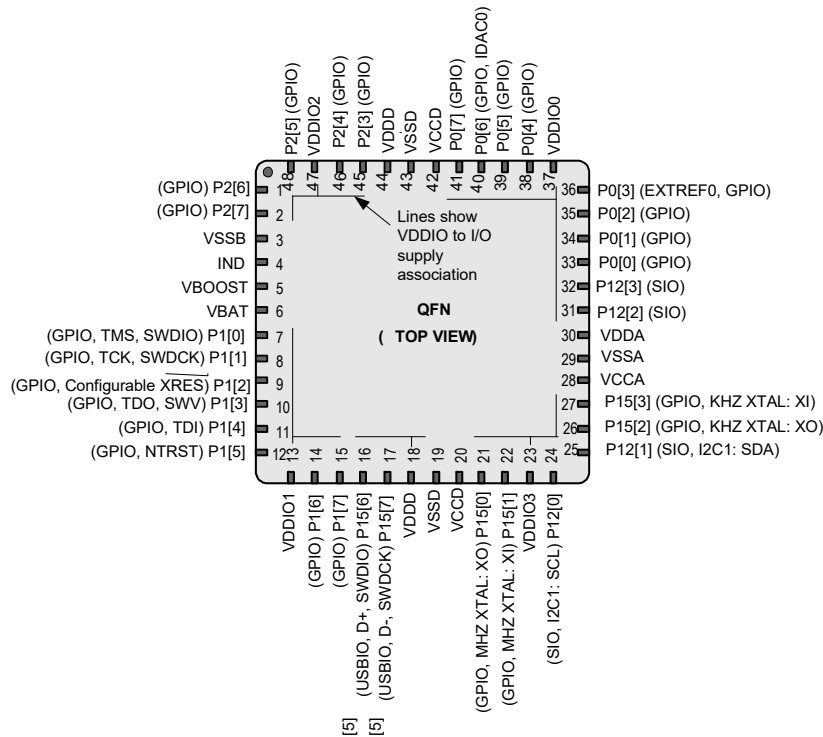 P2[5] (GPIO)
VDDIO2
P2[4] (GPIO)
P2[3] (GPIO)
VDDD
VSSD
VCCD
P0[7] (GPIO)
P0[6] (GPIO, IDAC0)
P0[5] (GPIO)
P0[4] (GPIO)
VDDIO0
48
47
46
45
44
43
42
41
40
39
38
37
(GPIO) P2[6]
1
(GPIO) P2[7]
2
VSSB
3
IND
4
VBOOST
5
VBAT
6
(GPIO, TMS, SWDIO) P1[0]
7
(GPIO, TCK, SWDCK) P1[1]
8
(GPIO, Configurable XRES) P1[2]
9
(GPIO, TDO, SWV) P1[3]
10
(GPIO, TDI) P1[4]
11
(GPIO, NTRST) P1[5]
12
Lines show
VDDIO to I/O
supply
association
QFN
( TOP VIEW)
36
P0[3] (EXTREF0, GPIO)
35
P0[2] (GPIO)
34
P0[1] (GPIO)
33
P0[0] (GPIO)
32
P12[3] (SIO)
31
P12[2] (SIO)
30
VDDA
29
VSSA
28
VCCA
27
P15[3] (GPIO, KHZ XTAL: XI)
26
P15[2] (GPIO, KHZ XTAL: XO)
25
P12[1] (SIO, I2C1: SDA)
13
14
15
16
17
18
19
20
21
22
23
24
VDDIO1
(GPIO) P1[6]
(GPIO) P1[7]
(USBIO, D+, SWDIO) P15[6]
(USBIO, D-, SWDCK) P15[7]
VDDD
VSSD
VCCD
(GPIO, MHZ XTAL: XO) P15[0]
(GPIO, MHZ XTAL: XI) P15[1]
VDDIO3
(SIO, I2C1: SCL) P12[0]
[5]
[5]